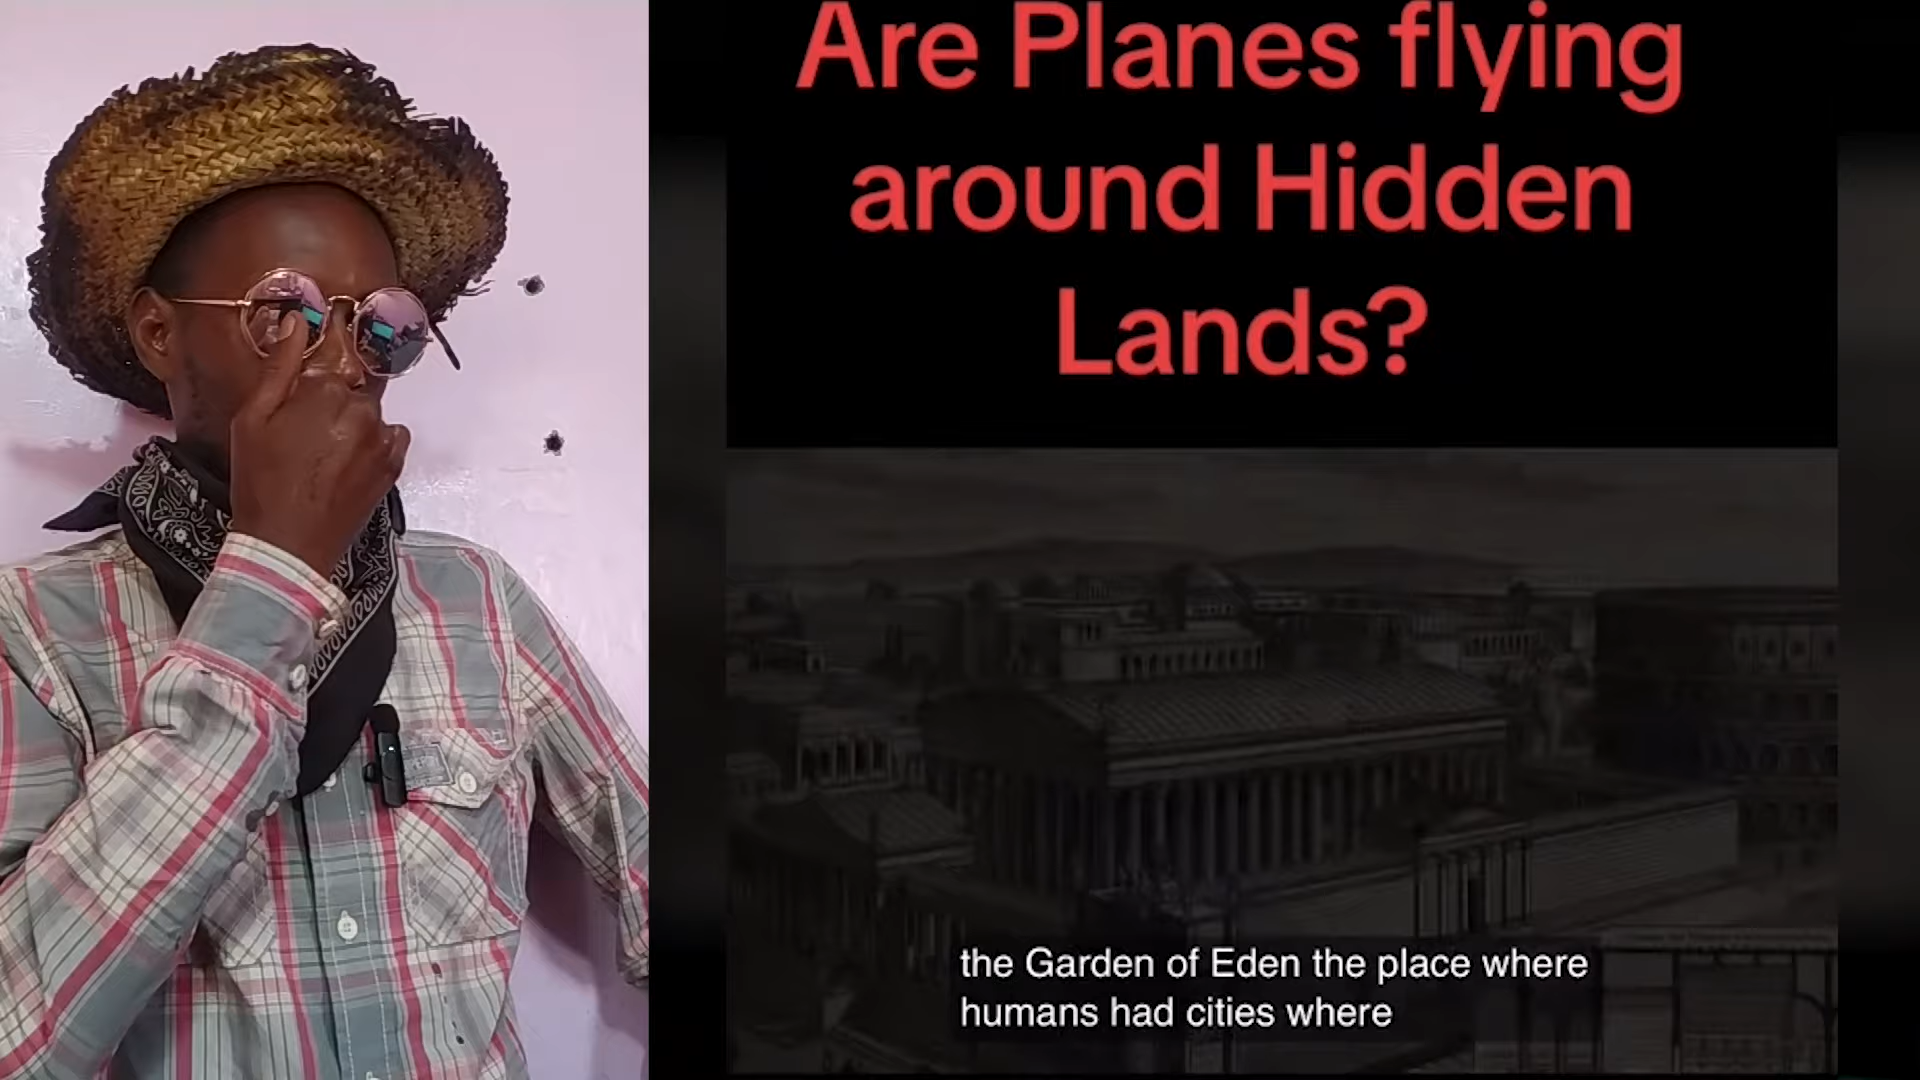 Are Planes flying
around Hidden
Lands?
the Garden of Eden the place where
humans had cities where